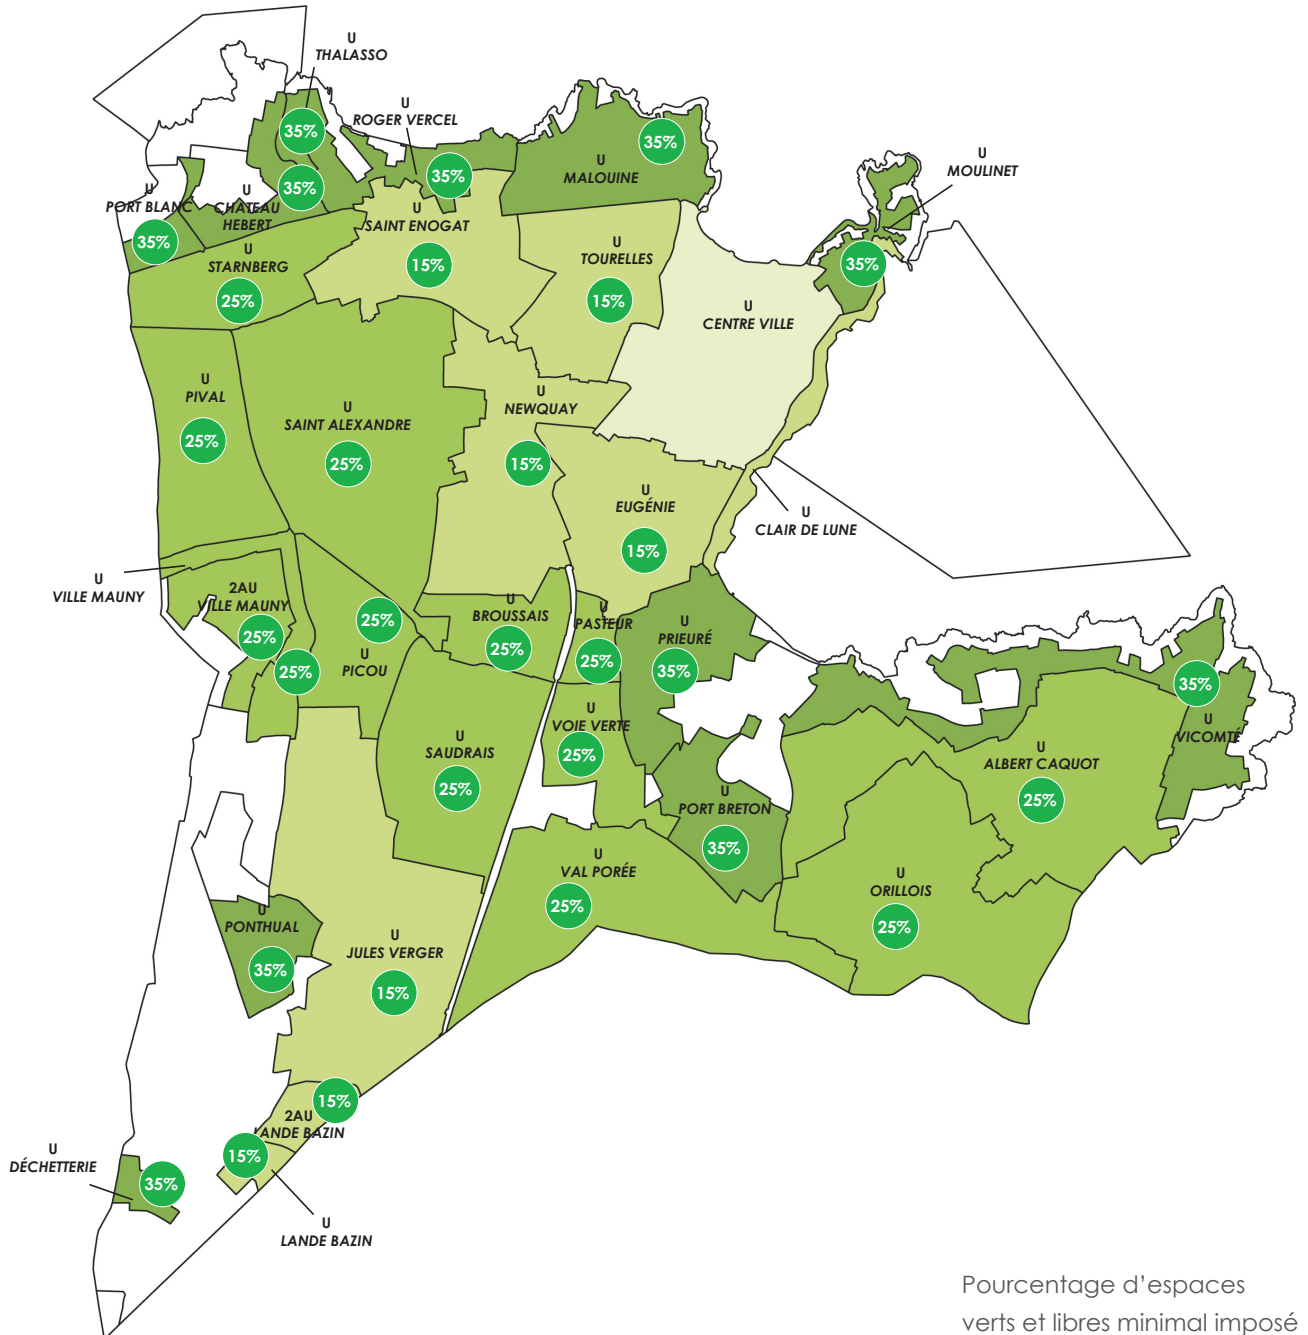 U
THALASSO
35%
U
ROGER VERCEL
35%
35%
U
MALOUINE
35%
U
MOULINET
35%
U
PORT BLANC
35%
U
CHÂTEAU
HEBERT
U
STARNBERG
25%
U
SAINT ENOGAT
15%
U
TOURELLES
15%
U
CENTRE VILLE
U
PIVAL
25%
U
SAINT ALEXANDRE
25%
U
NEWQUAY
15%
U
EUGÉNIE
15%
U
CLAIR DE LUNE
U
VILLE MAUNY
2AU
VILLE MAUNY
25%
25%
25%
U
PICOU
U
BROUSSAIS
25%
U
PASTEUR
25%
U
PRIEURÉ
35%
35%
U
VICOMTÉ
U
SAUDRAIS
25%
U
VOIE VERTE
25%
U
ALBERT CAQUOT
25%
U
PORT BRETON
35%
U
VAL PORÉE
25%
U
ORILLOIS
25%
U
PONTHUAL
35%
U
JULES VERGER
15%
15%
2AU
LANDE BAZIN
15%
U
DÉCHETTERIE
35%
U
LANDE BAZIN
Pourcentage d’espaces
verts et libres minimal imposé